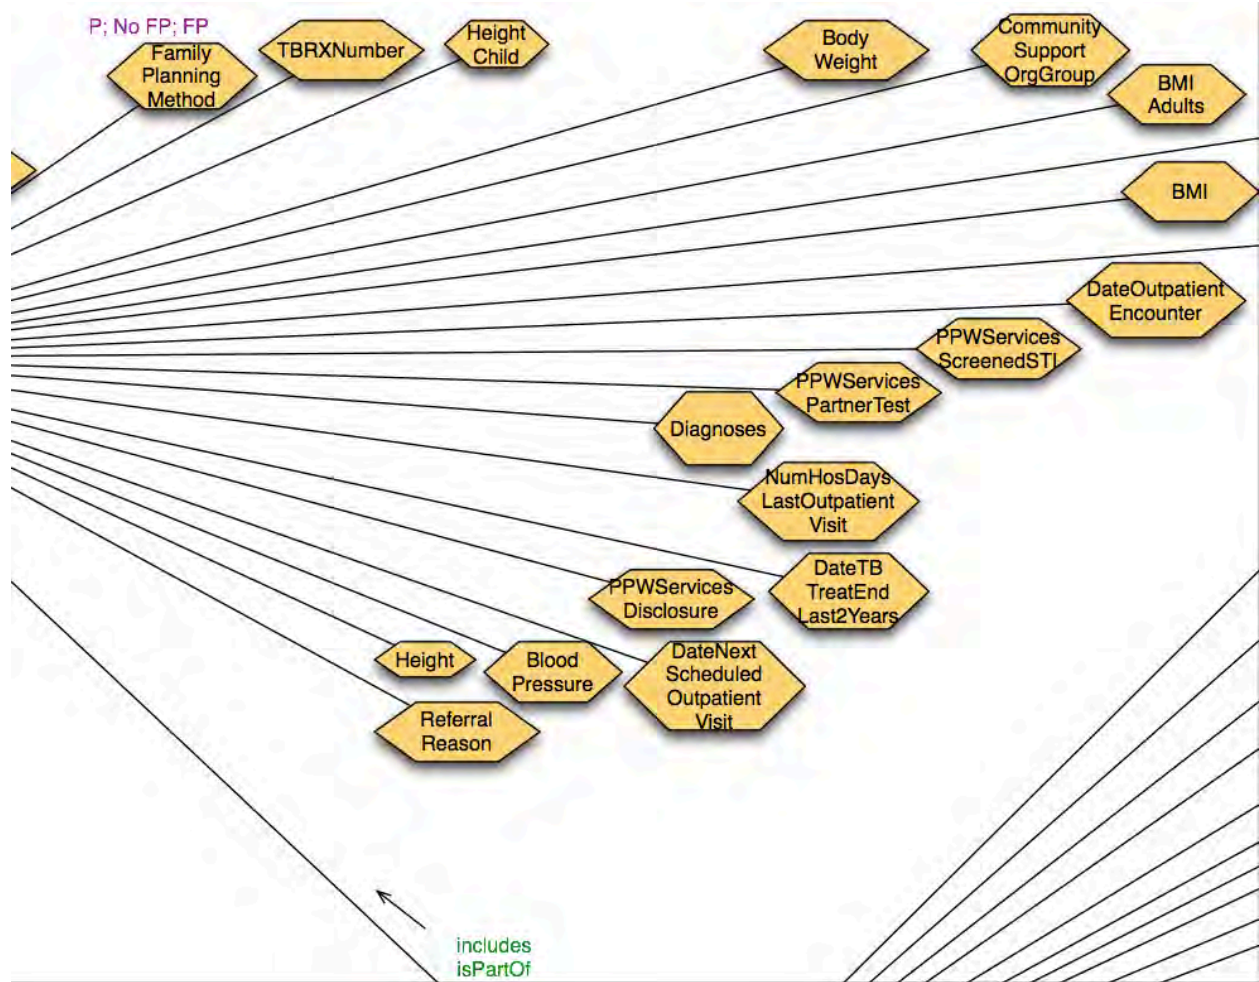 P; No FP; FP
Family
Planning
Method
TBRXNumber
Height
Child
Body
Weight
Community
Support
OrgGroup
BMI
Adults
BMI
DateOutpatient
Encounter
PPWServices
ScreenedSTI
PPWServices
PartnerTest
Diagnoses
NumHosDays
LastOutpatient
Visit
DateTB
TreatEnd
Last2Years
PPWServices
Disclosure
DateNext
Scheduled
Outpatient
Visit
Blood
Pressure
Height
Referral
Reason
includes
isPartOf